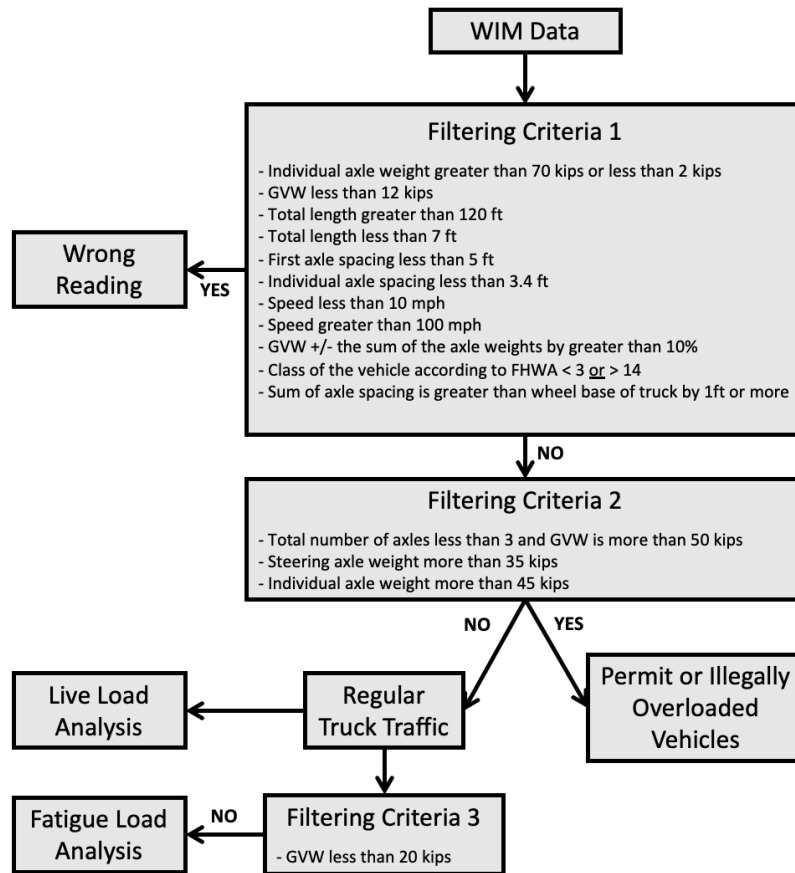 WIM Data
Filtering Criteria 1
- Individual axle weight greater than 70 kips or less than 2 kips
- GVW less than 12 kips
- Total length greater than 120 ft
- Total length less than 7 ft
- First axle spacing less than 5 ft
- Individual axle spacing less than 3.4 ft
- Speed less than 10 mph
- Speed greater than 100 mph
- GVW +/- the sum of the axle weights by greater than 10%
- Class of the vehicle according to FHWA < 3 or > 14
- Sum of axle spacing is greater than wheel base of truck by 1ft or more
Wrong
Reading
YES
NO
Filtering Criteria 2
- Total number of axles less than 3 and GVW is more than 50 kips
- Steering axle weight more than 35 kips
- Individual axle weight more than 45 kips
NO
YES
Live Load
Analysis
Regular
Truck Traffic
Permit or Illegally
Overloaded
Vehicles
Fatigue Load
Analysis
NO
Filtering Criteria 3
- GVW less than 20 kips